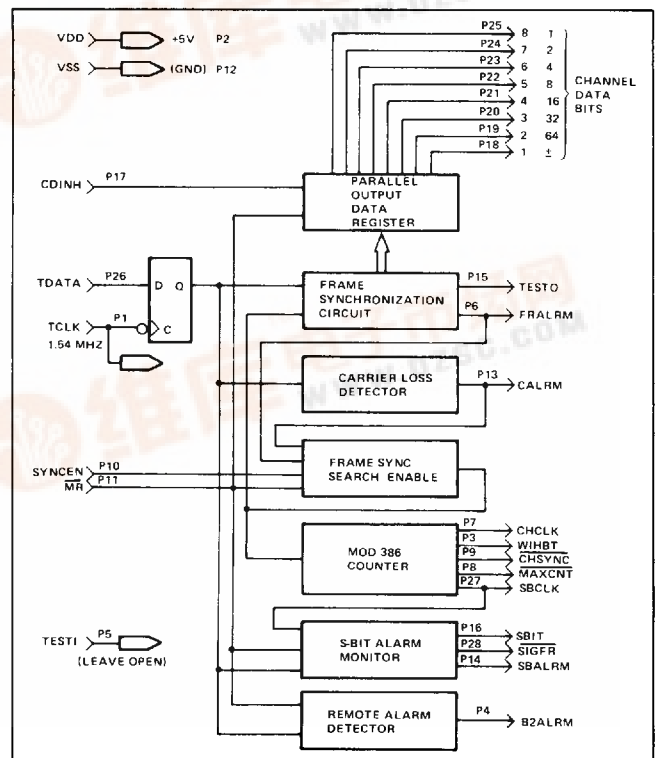 VDD +5V P2
VSS (GND) P12
P25 8 1
P24 7 2
P23 6 4
P22 5 8
P21 4 16
P20 3 32
P19 2 64
P18 1 ±
CHANNEL
DATA
BITS
CDINH P17
PARALLEL
OUTPUT
DATA
REGISTER
TDATA P26
D Q
TCLK P1
C
1.54 MHZ
FRAME
SYNCHRONIZATION
CIRCUIT
P15 TESTO
P6 FRALRM
CARRIER LOSS
DETECTOR
P13 CALRM
SYNCEN P10
MR P11
FRAME SYNC
SEARCH ENABLE
MOD 386
COUNTER
P7 CHCLK
P3 WIHBT
P9 CHSYNC
P8 MAXCNT
P27 SBCLK
TESTI P5
(LEAVE OPEN)
S-BIT ALARM
MONITOR
P16 SBIT
P28 SIGFR
P14 SBALRM
REMOTE ALARM
DETECTOR
P4 B2ALRM